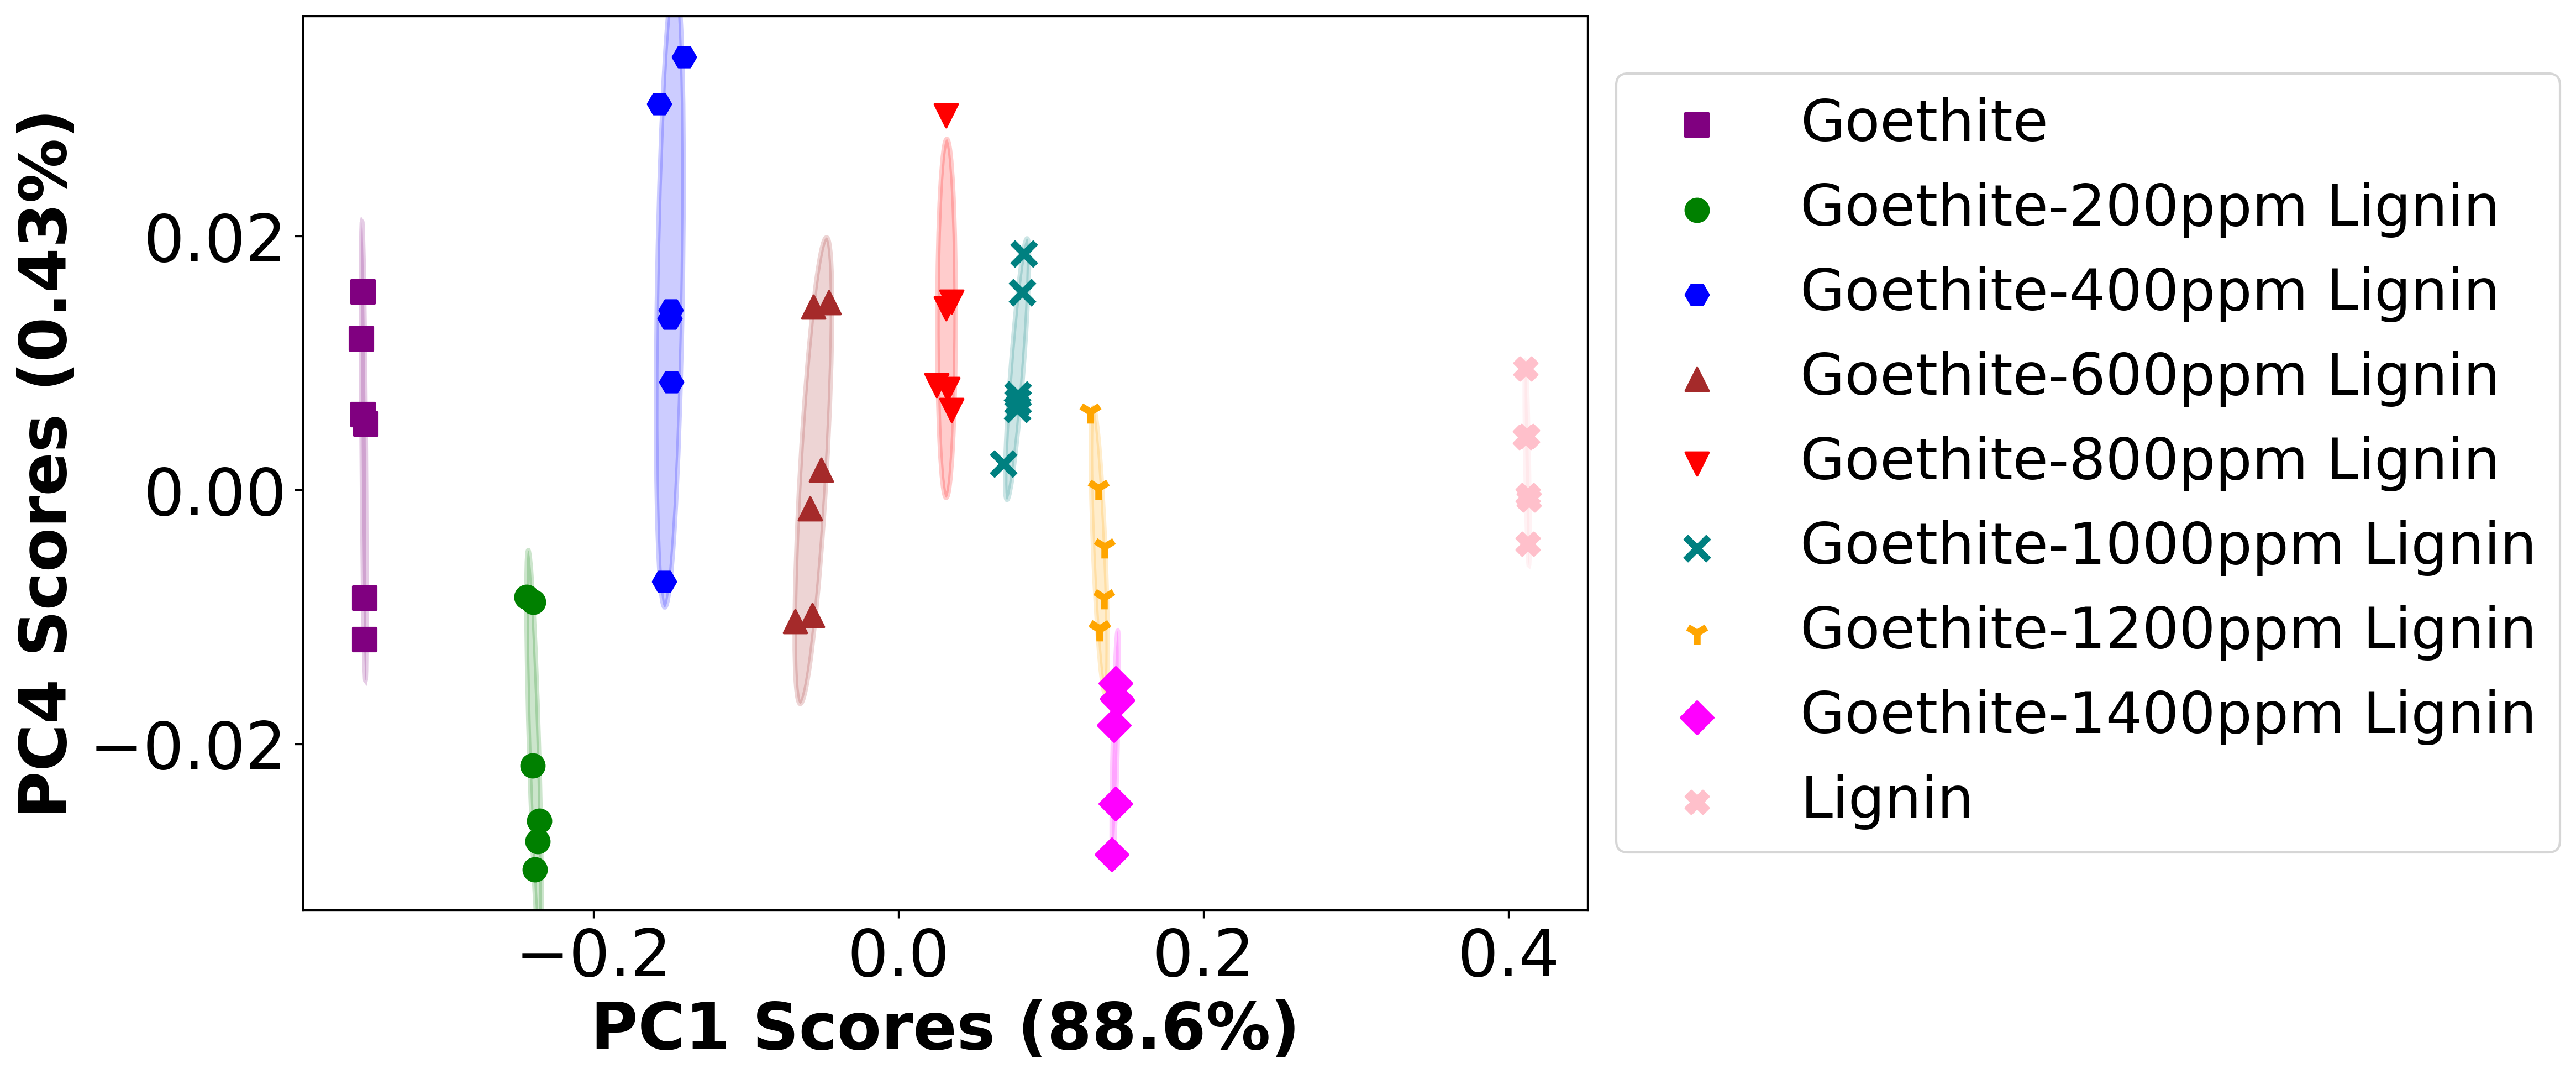 PC4 Scores (0.43%)
0.02
0.00
−0.02
−0.2
0.0
0.2
0.4
PC1 Scores (88.6%)
Goethite
Goethite-200ppm Lignin
Goethite-400ppm Lignin
Goethite-600ppm Lignin
Goethite-800ppm Lignin
Goethite-1000ppm Lignin
Goethite-1200ppm Lignin
Goethite-1400ppm Lignin
Lignin